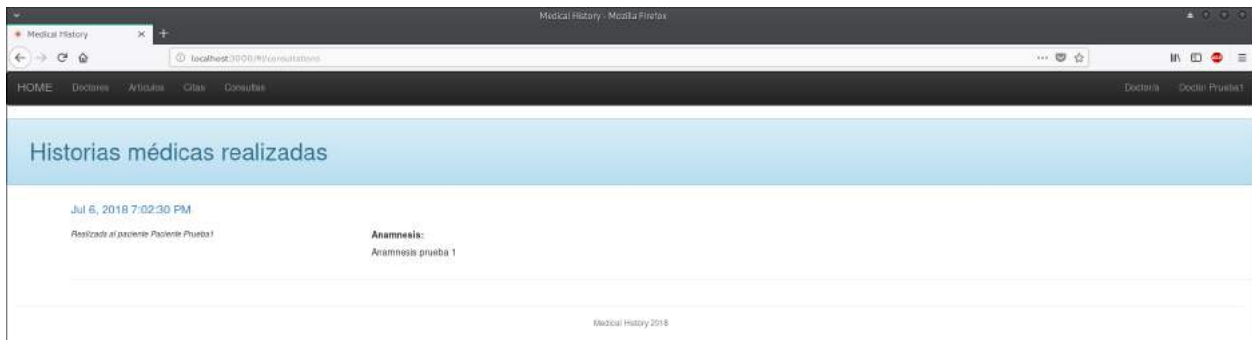 Medical History - Mozilla Firefox
Medical History
localhost:3000/#!/consultations
HOME Doctores Artículos Citas Consultas Doctor/a Doctor Prueba1
Historias médicas realizadas
Jul 6, 2018 7:02:30 PM
Realizada al paciente Paciente Prueba1
Anamnesis:
Anamnesis prueba 1
Medical History 2018